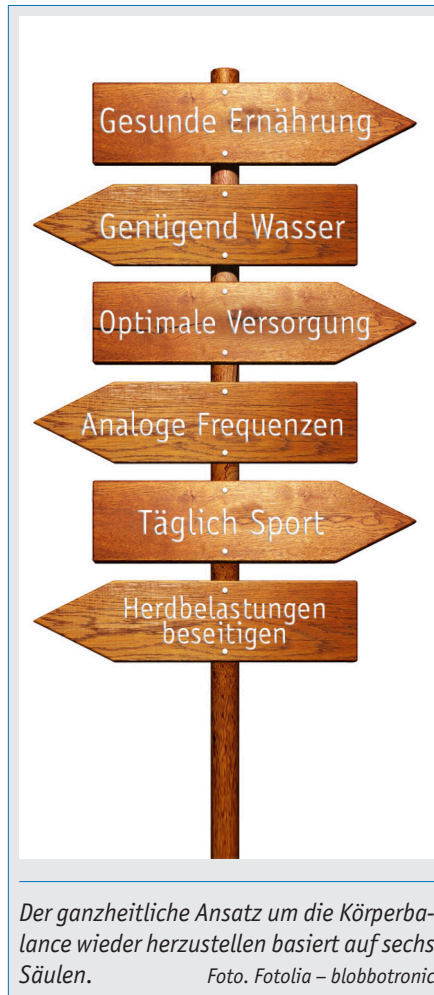 Gesunde Ernährung
Genügend Wasser
Optimale Versorgung
Analoge Frequenzen
Täglich Sport
Herdbelastungen
beseitigen
Der ganzheitliche Ansatz um die Körperba-
lance wieder herzustellen basiert auf sechs
Säulen. Foto. Fotolia – blobbotronic